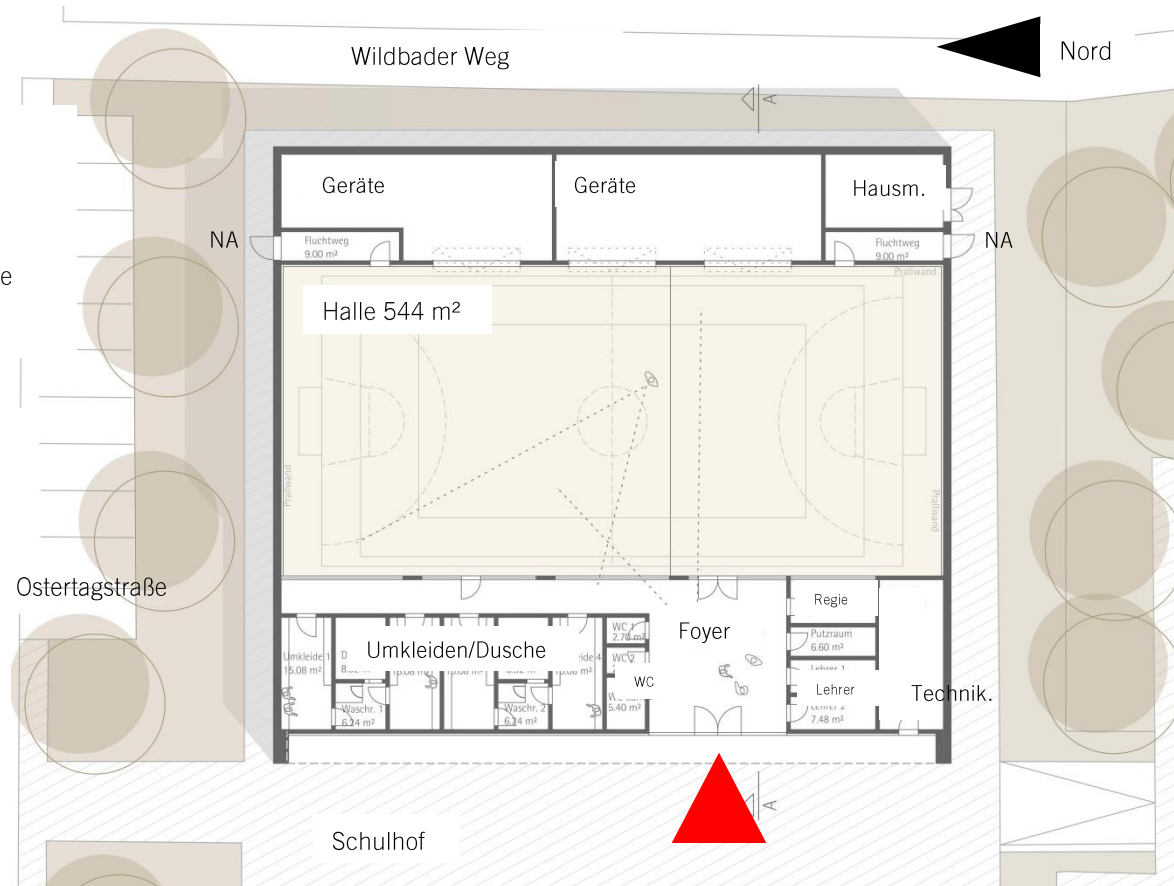 Wildbader Weg
Nord
A
Geräte
Geräte
Hausm.
NA
Fluchtweg
9.00 m²
Fluchtweg
9.00 m²
NA
Prallwand
e
Halle 544 m²
Prallwand
Prallwand
Ostertagstraße
Regie
WC 1
2.70 m²
Foyer
Putzraum
6.60 m²
Umkleide 1
15.08 m²
D
Umkleiden/Dusche
ide 4
WC 2
WC
5.40 m²
Lehrer 1
Lehrer
7.48 m²
Technik.
Waschr. 1
6.24 m²
Waschr. 2
6.24 m²
A
Schulhof